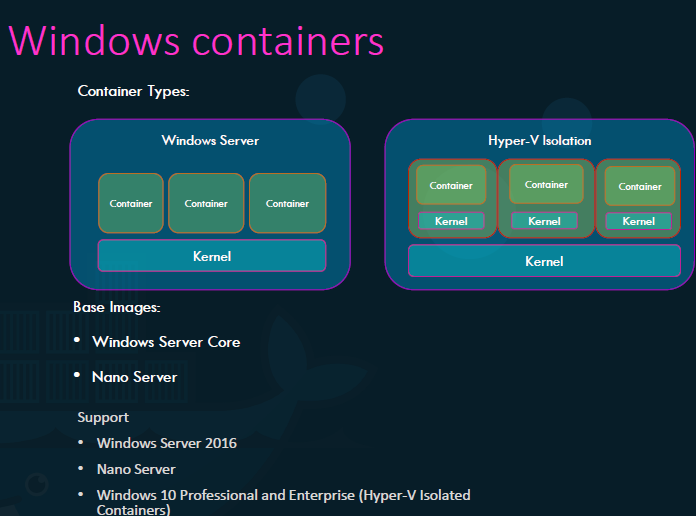 Windows containers
Container Types:
Windows Server
Container Container Container
Kernel
Hyper-V Isolation
Container Container Container
Kernel Kernel Kernel
Kernel
Base Images:
• Windows Server Core
• Nano Server
Support
• Windows Server 2016
• Nano Server
• Windows 10 Professional and Enterprise (Hyper-V Isolated
Containers)